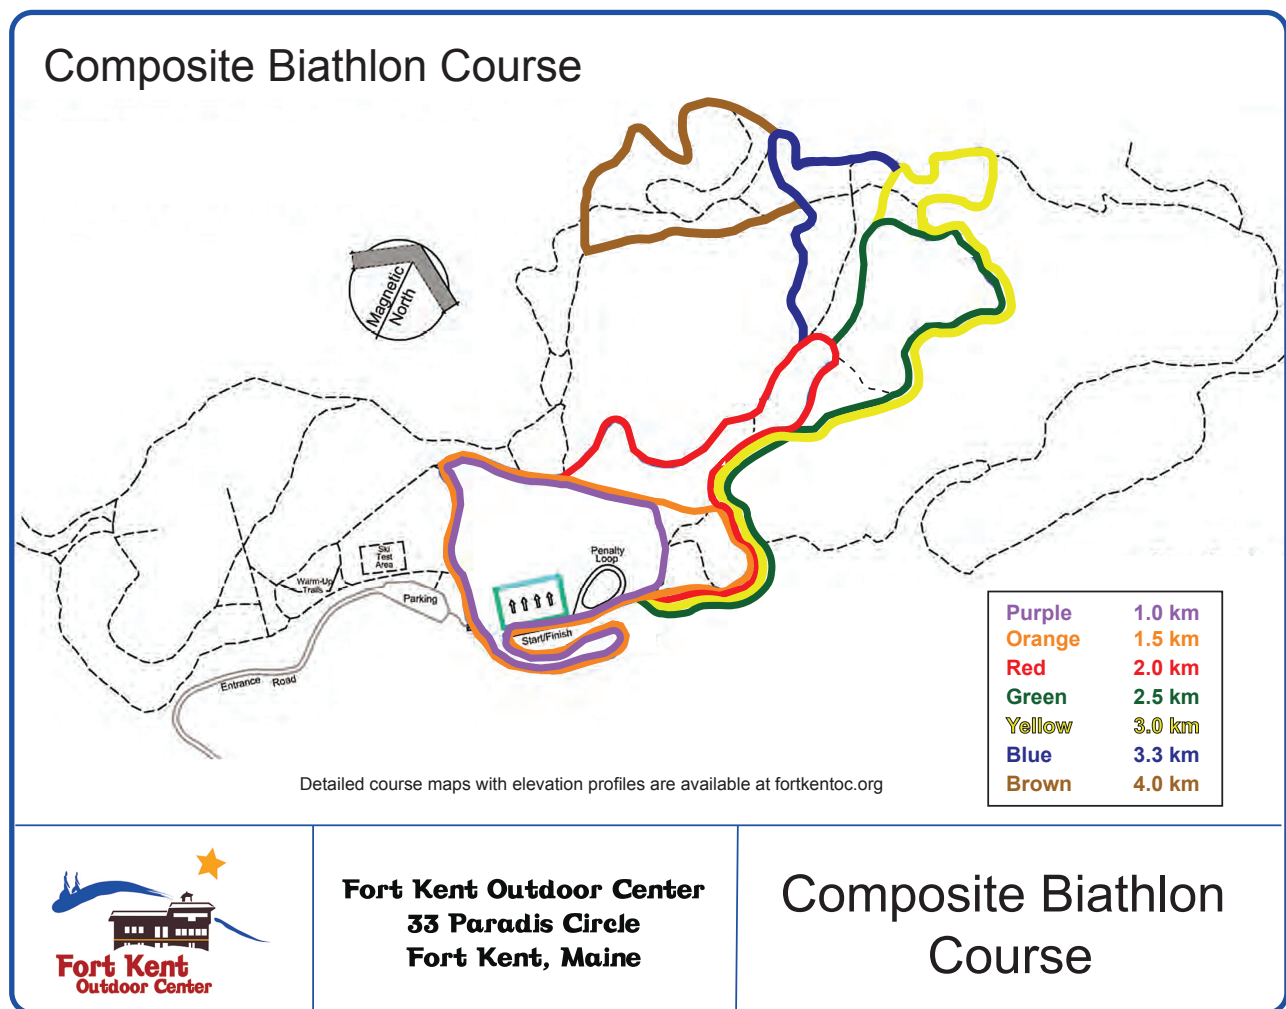 Composite Biathlon Course
Magnetic
North
Ski
Test
Area
Warm-Up
Trails
Parking
Penalty
Loop
Start/Finish
Entrance Road
Purple 1.0 km
Orange 1.5 km
Red 2.0 km
Green 2.5 km
Yellow 3.0 km
Blue 3.3 km
Brown 4.0 km
Detailed course maps with elevation profiles are available at fortkentoc.org
Fort Kent
Outdoor Center
Fort Kent Outdoor Center
33 Paradis Circle
Fort Kent, Maine
Composite Biathlon
Course